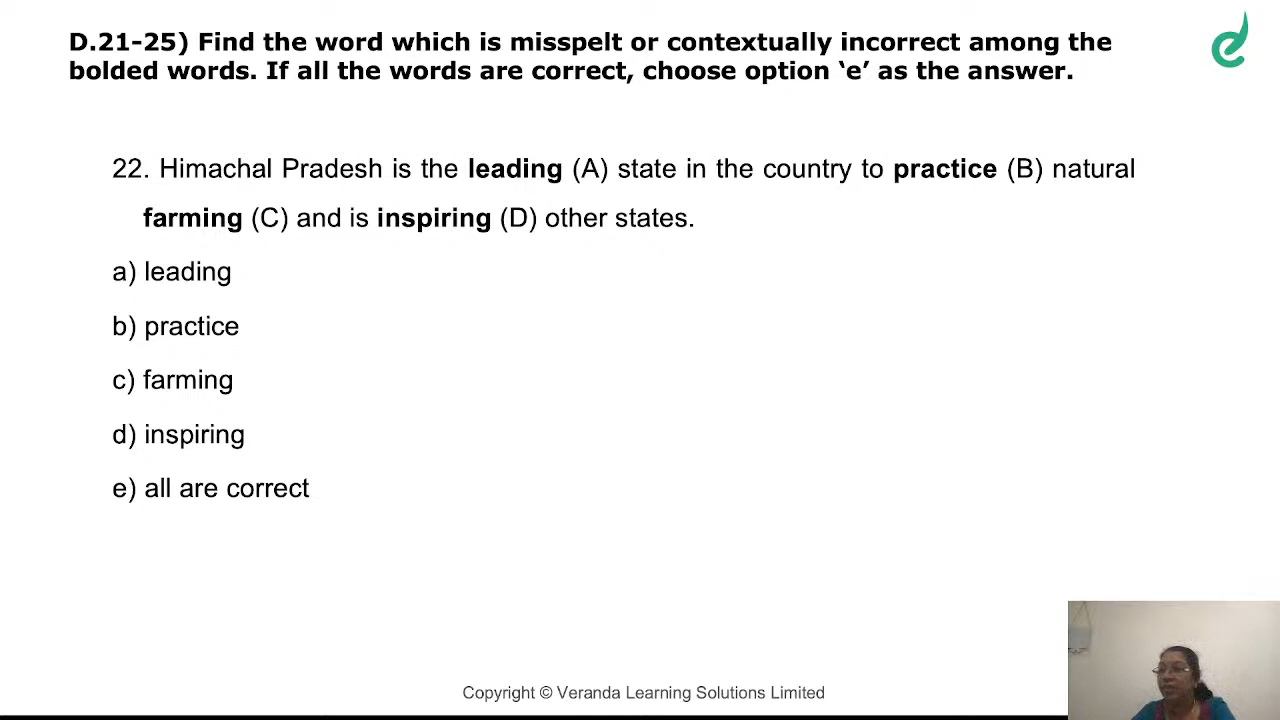 D.21-25) Find the word which is misspelt or contextually incorrect among the
bolded words. If all the words are correct, choose option ‘e’ as the answer.
22. Himachal Pradesh is the leading (A) state in the country to practice (B) natural
farming (C) and is inspiring (D) other states.
a) leading
b) practice
c) farming
d) inspiring
e) all are correct
Copyright © Veranda Learning Solutions Limited